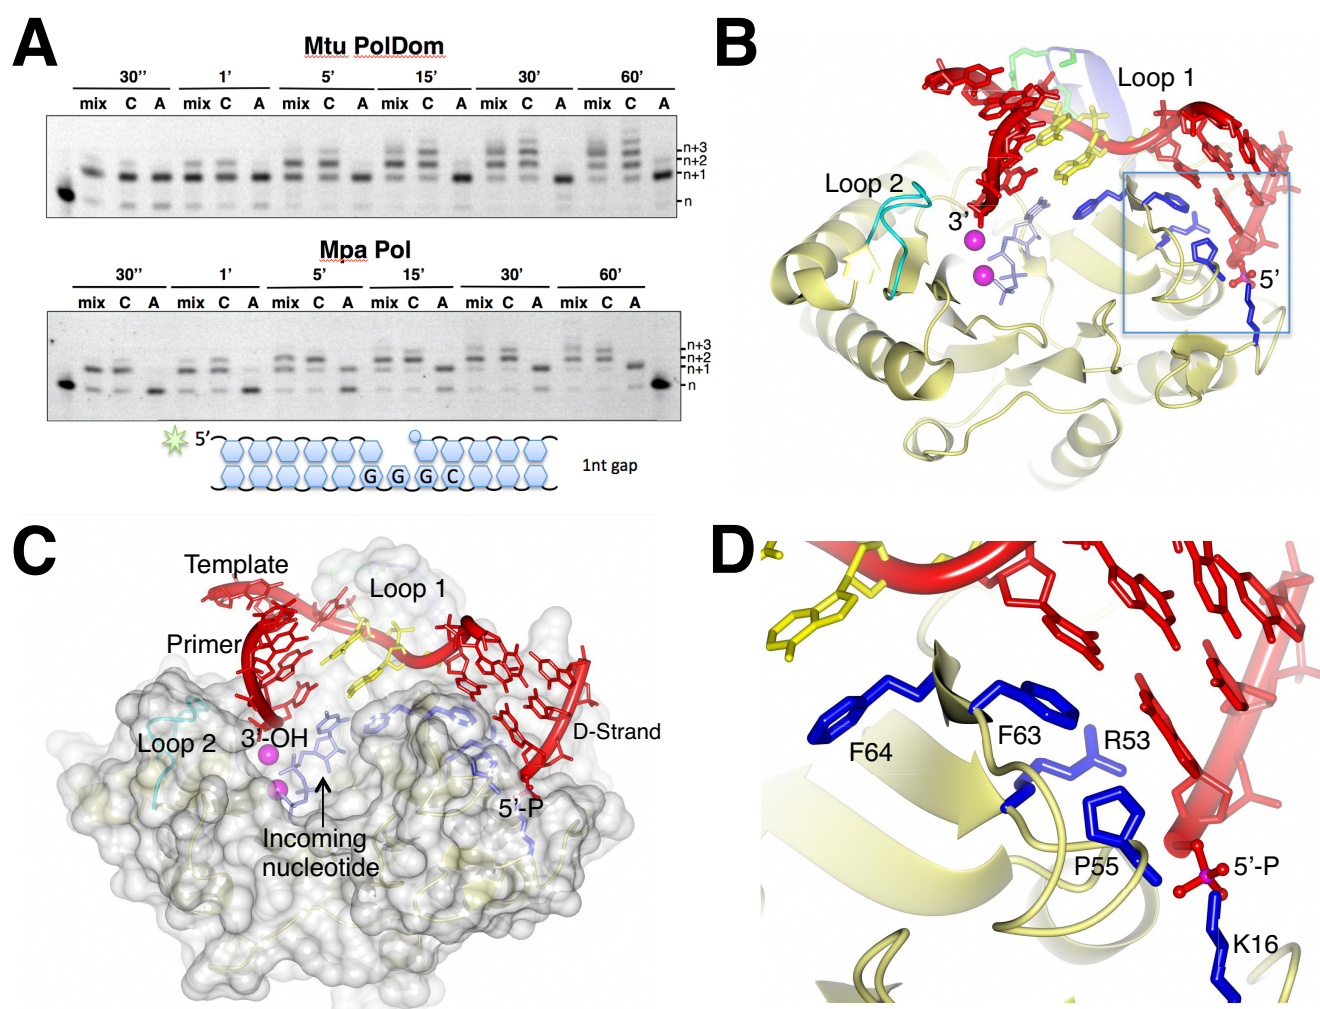 A
Mtu PolDom
30’’ 1’ 5’ 15’ 30’ 60’
mix C A mix C A mix C A mix C A mix C A mix C A
n+3
n+2
n+1
n
Mpa Pol
30’’ 1’ 5’ 15’ 30’ 60’
mix C A mix C A mix C A mix C A mix C A mix C A
n+3
n+2
n+1
n
5’
G G G C
1nt gap
B
Loop 1
Loop 2
3’
5’
C
Template
Loop 1
Primer
Loop 2
3’-OH
D-Strand
5’-P
Incoming
nucleotide
D
F64
F63
R53
P55
5’-P
K16